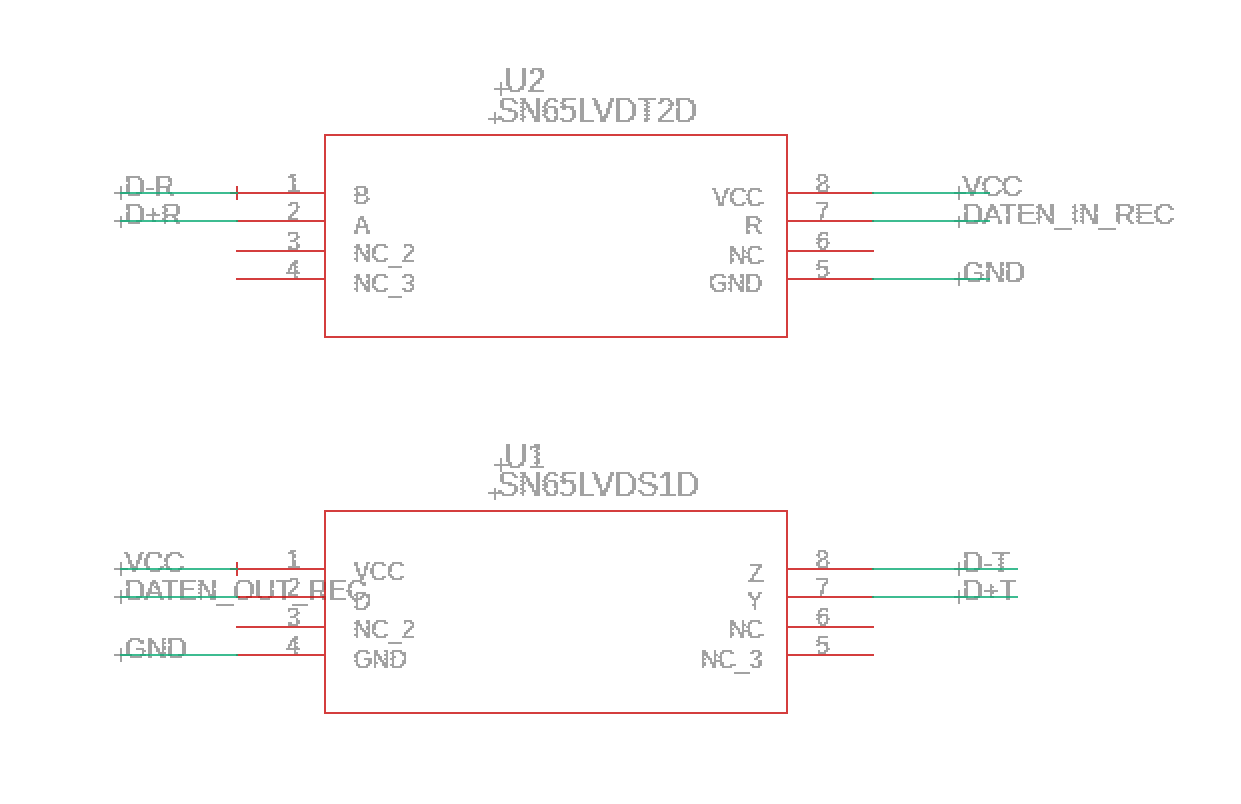 U2
SN65LVDT2D
D-R 1 B VCC 8 VCC
D+R 2 A R 7 DATEN_IN_REC
3 NC_2 NC 6
4 NC_3 GND 5 GND
U1
SN65LVDS1D
VCC 1 VCC Z 8 D-T
DATEN_OUT_REC 2 D Y 7 D+T
3 NC_2 NC 6
GND 4 GND NC_3 5